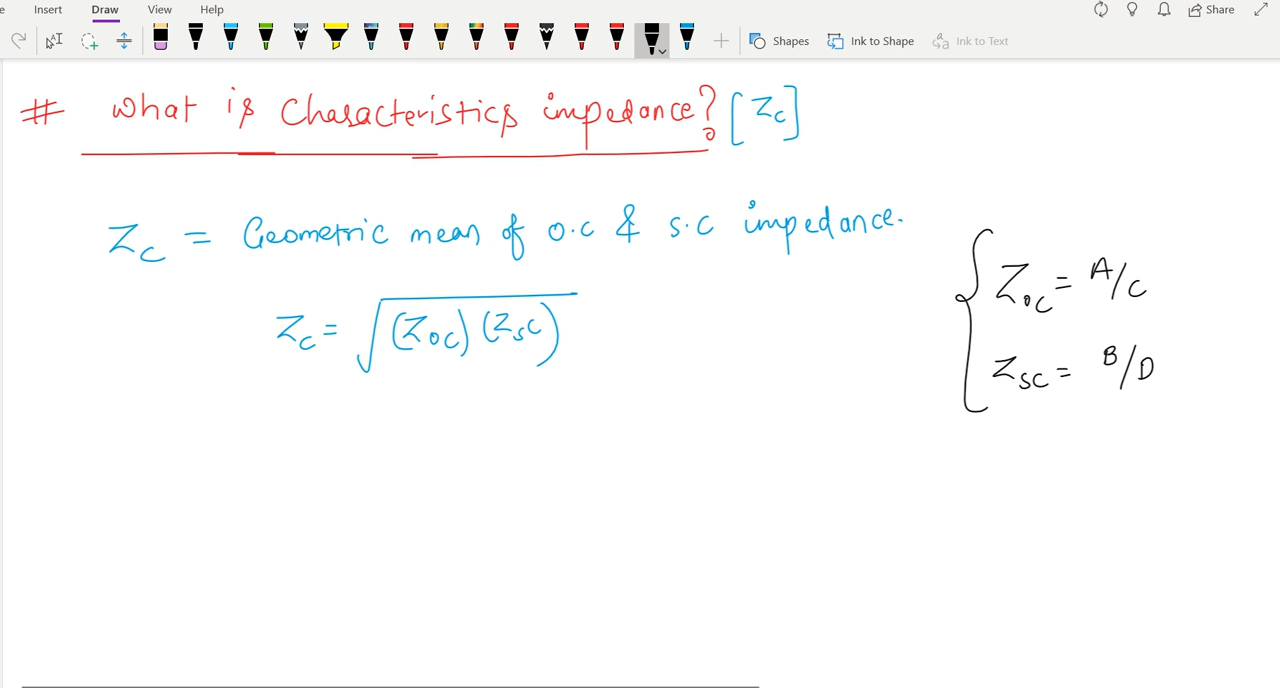 e Insert Draw View Help Share
Shapes Ink to Shape Ink to Text
# What is Characteristics impedance? [Zc]
Zc = Geometric mean of o.c & s.c impedance.
Zc = √(Zoc) (Zsc)
Zoc = A/C
Zsc = B/D